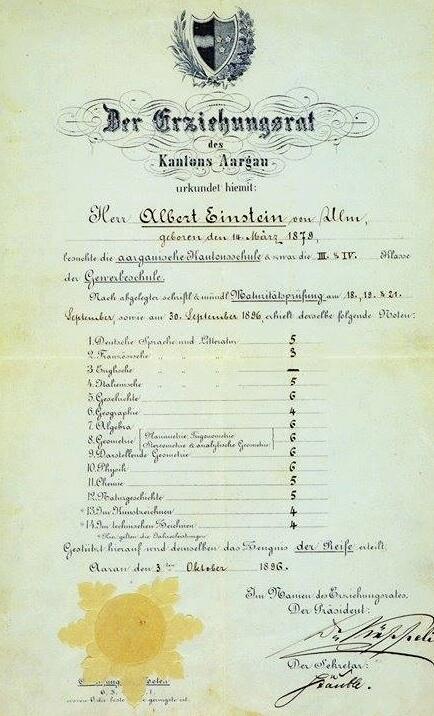 Der Erziehungsrat
des
Kantons Aargau
urkundet hiemit:
Herr Albert Einstein von Ulm,
geboren den 14. März 1879,
besuchte die aargauische Kantonsschule & zwar die III. & IV. Klasse
der Gewerbeschule.
Nach abgelegter schriftl. & mündl. Maturitätsprüfung am 18., 19. & 21.
September, sowie am 30. September 1896, erhielt derselbe folgende Noten:
1. Deutsche Sprache und Litteratur 5
2. Französische " " " 3
3. Englische " " " —
4. Italienische " " " 5
5. Geschichte 6
6. Geographie 4
7. Algebra 6
8. Geometrie (Planimetrie, Trigonometrie, Stereometrie & analytische Geometrie) 6
9. Darstellende Geometrie 6
10. Physik 6
11. Chemie 5
12. Naturgeschichte 5
* 13. Im Kunstzeichnen 4
* 14. Im technischen Zeichnen 4
* Hier gelten die Jahresleistungen.
Gestützt hierauf wird demselben das Zeugnis der Reife erteilt.
Aarau den 3ten Oktober 1896.
Im Namen des Erziehungsrates,
Der Präsident:
Der Sekretär: